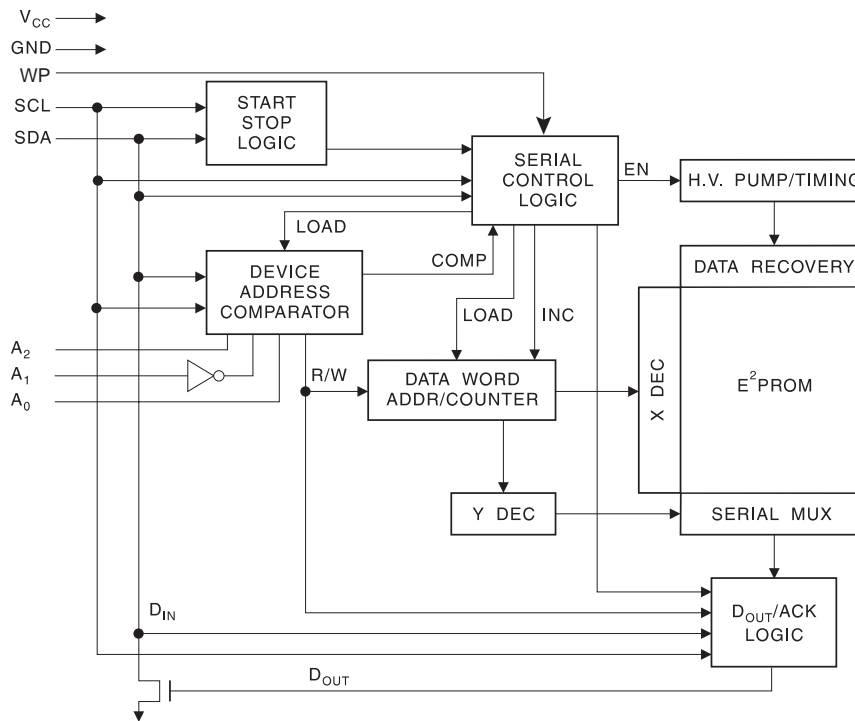 VCC
GND
WP
SCL
SDA
START
STOP
LOGIC
SERIAL
CONTROL
LOGIC
EN
H.V. PUMP/TIMING
LOAD
COMP
DEVICE
ADDRESS
COMPARATOR
DATA RECOVERY
LOAD
INC
A2
A1
A0
R/W
DATA WORD
ADDR/COUNTER
X DEC
E2PROM
Y DEC
SERIAL MUX
DIN
DOUT/ACK
LOGIC
DOUT